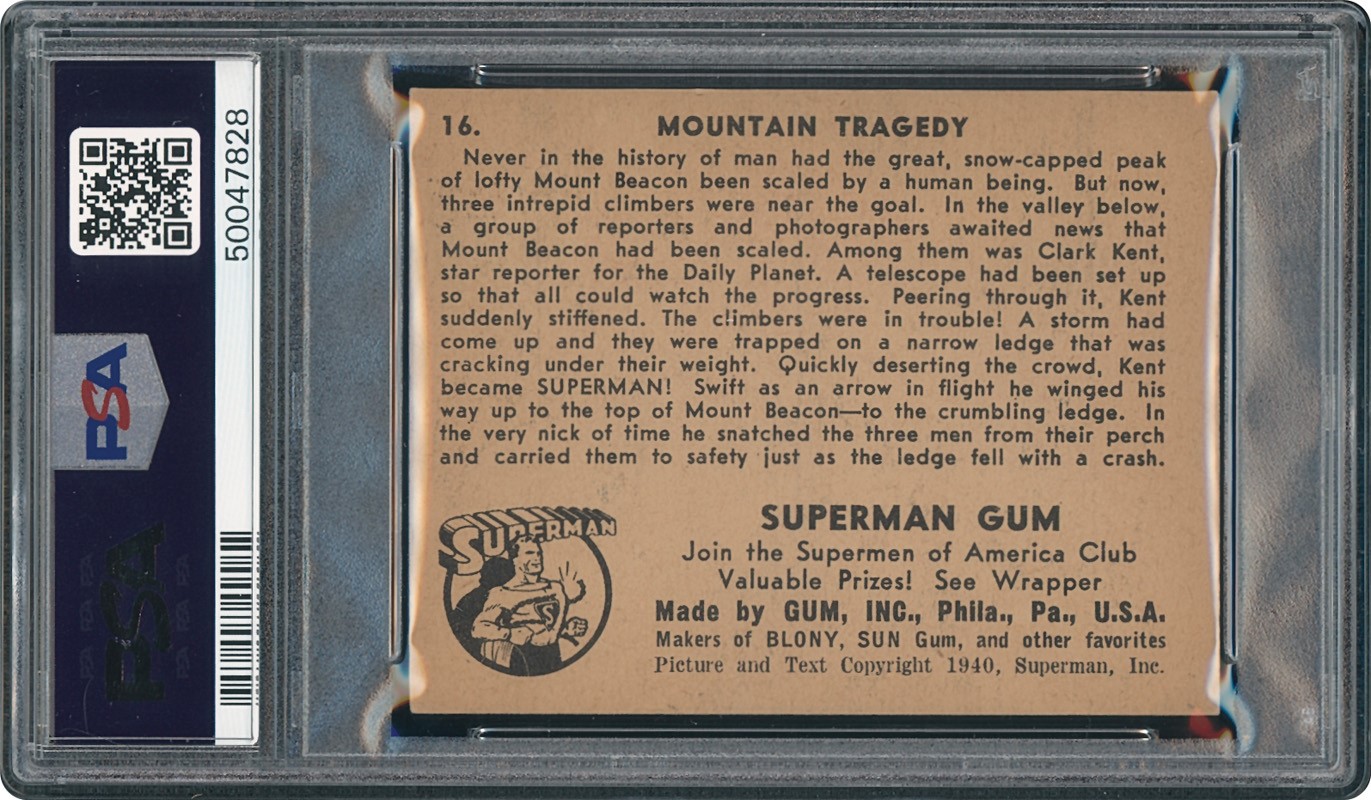 50047828
PSA
PSA
16. MOUNTAIN TRAGEDY
Never in the history of man had the great, snow-capped peak
of lofty Mount Beacon been scaled by a human being. But now,
three intrepid climbers were near the goal. In the valley below,
a group of reporters and photographers awaited news that
Mount Beacon had been scaled. Among them was Clark Kent,
star reporter for the Daily Planet. A telescope had been set up
so that all could watch the progress. Peering through it, Kent
suddenly stiffened. The climbers were in trouble! A storm had
come up and they were trapped on a narrow ledge that was
cracking under their weight. Quickly deserting the crowd, Kent
became SUPERMAN! Swift as an arrow in flight he winged his
way up to the top of Mount Beacon—to the crumbling ledge. In
the very nick of time he snatched the three men from their perch
and carried them to safety just as the ledge fell with a crash.
SUPERMAN
S
SUPERMAN GUM
Join the Supermen of America Club
Valuable Prizes! See Wrapper
Made by GUM, INC., Phila., Pa., U.S.A.
Makers of BLONY, SUN Gum, and other favorites
Picture and Text Copyright 1940, Superman, Inc.